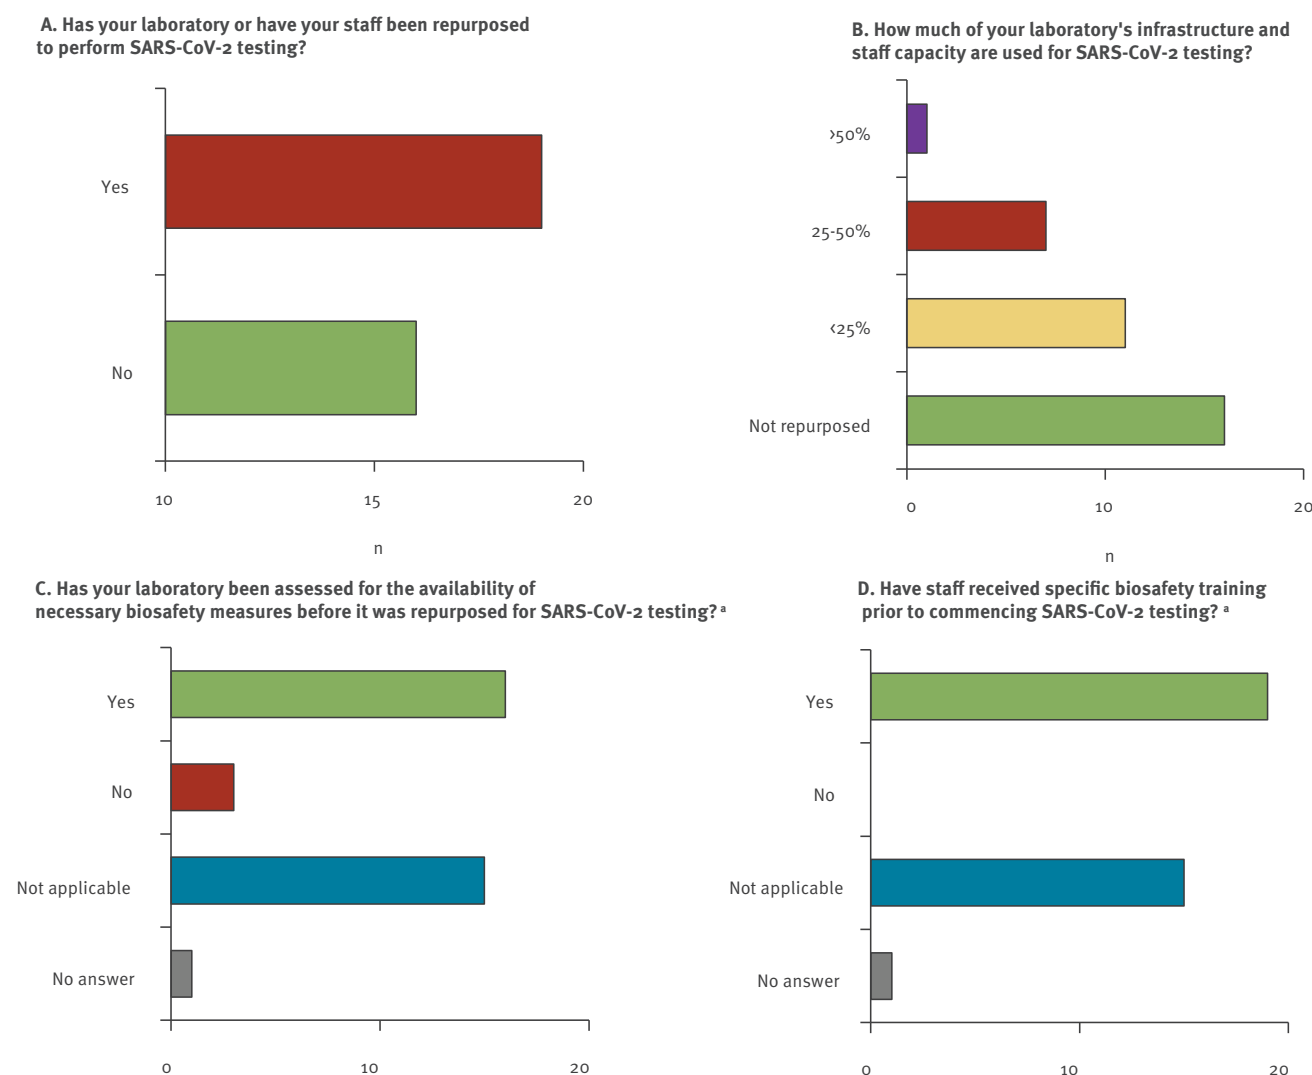 A. Has your laboratory or have your staff been repurposed
to perform SARS-CoV-2 testing?
Yes
No
10 15 20
n
B. How much of your laboratory's infrastructure and
staff capacity are used for SARS-CoV-2 testing?
>50%
25-50%
<25%
Not repurposed
0 10 20
n
C. Has your laboratory been assessed for the availability of
necessary biosafety measures before it was repurposed for SARS-CoV-2 testing? a
Yes
No
Not applicable
No answer
0 10 20
D. Have staff received specific biosafety training
prior to commencing SARS-CoV-2 testing? a
Yes
No
Not applicable
No answer
0 10 20